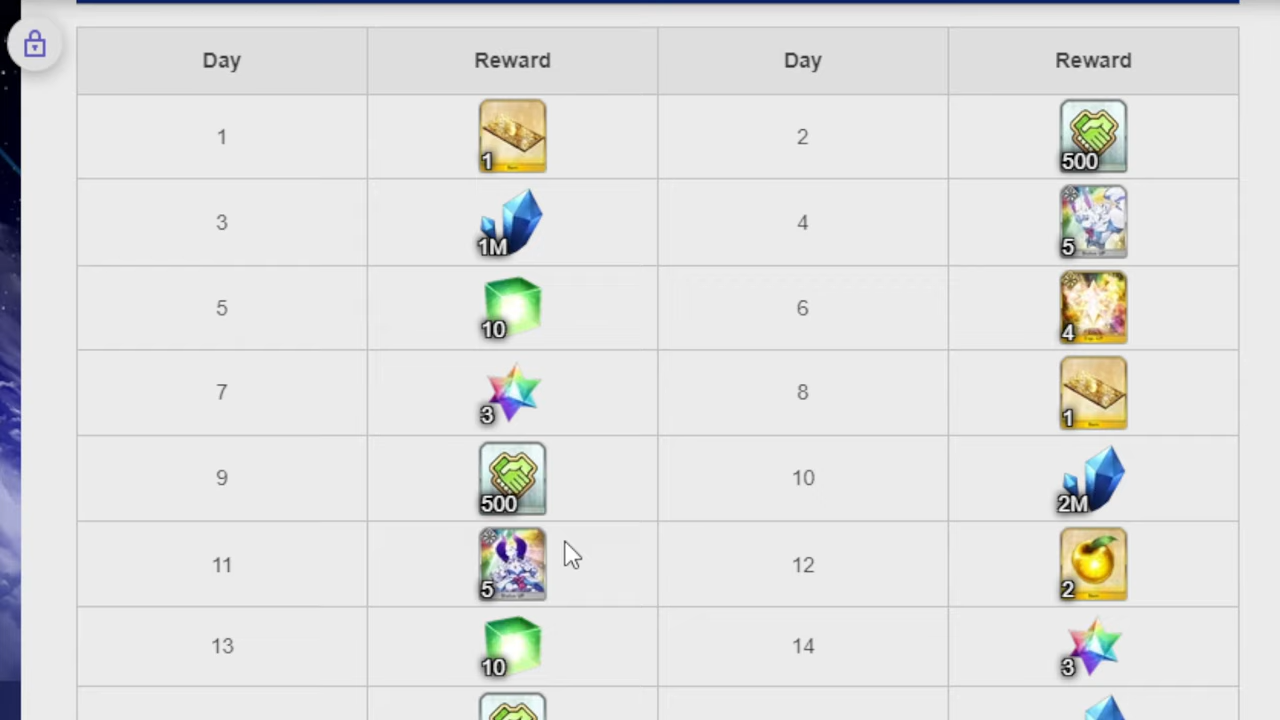 Day Reward Day Reward
1 1 2 500
3 1M 4 5
5 10 6 4
7 3 8 1
9 500 10 2M
11 5 12 2
13 10 14 3